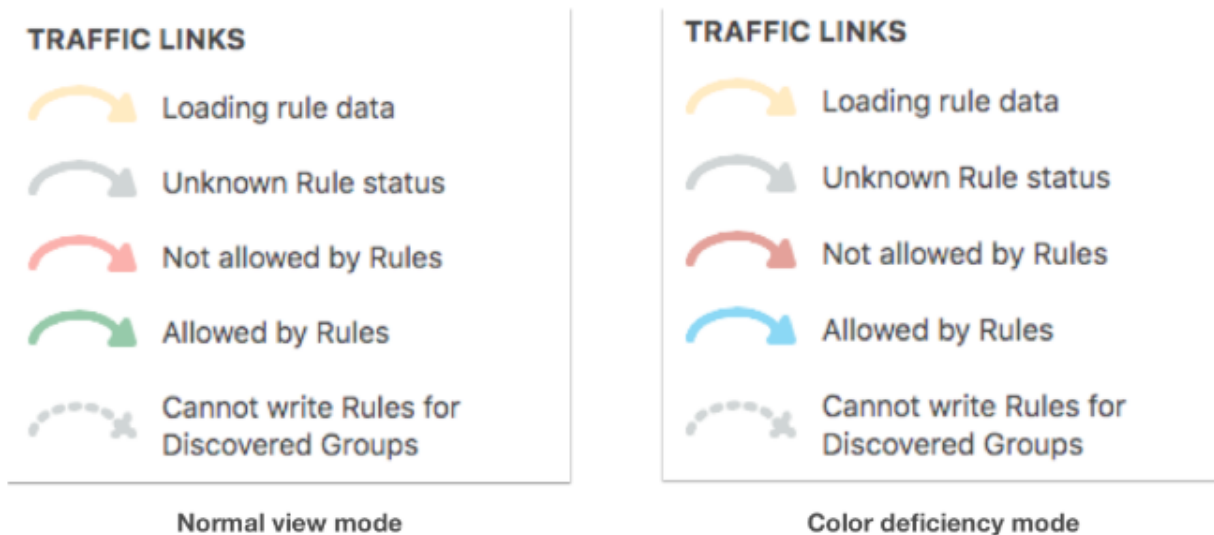 TRAFFIC LINKS
Loading rule data
Unknown Rule status
Not allowed by Rules
Allowed by Rules
Cannot write Rules for
Discovered Groups
Normal view mode
TRAFFIC LINKS
Loading rule data
Unknown Rule status
Not allowed by Rules
Allowed by Rules
Cannot write Rules for
Discovered Groups
Color deficiency mode